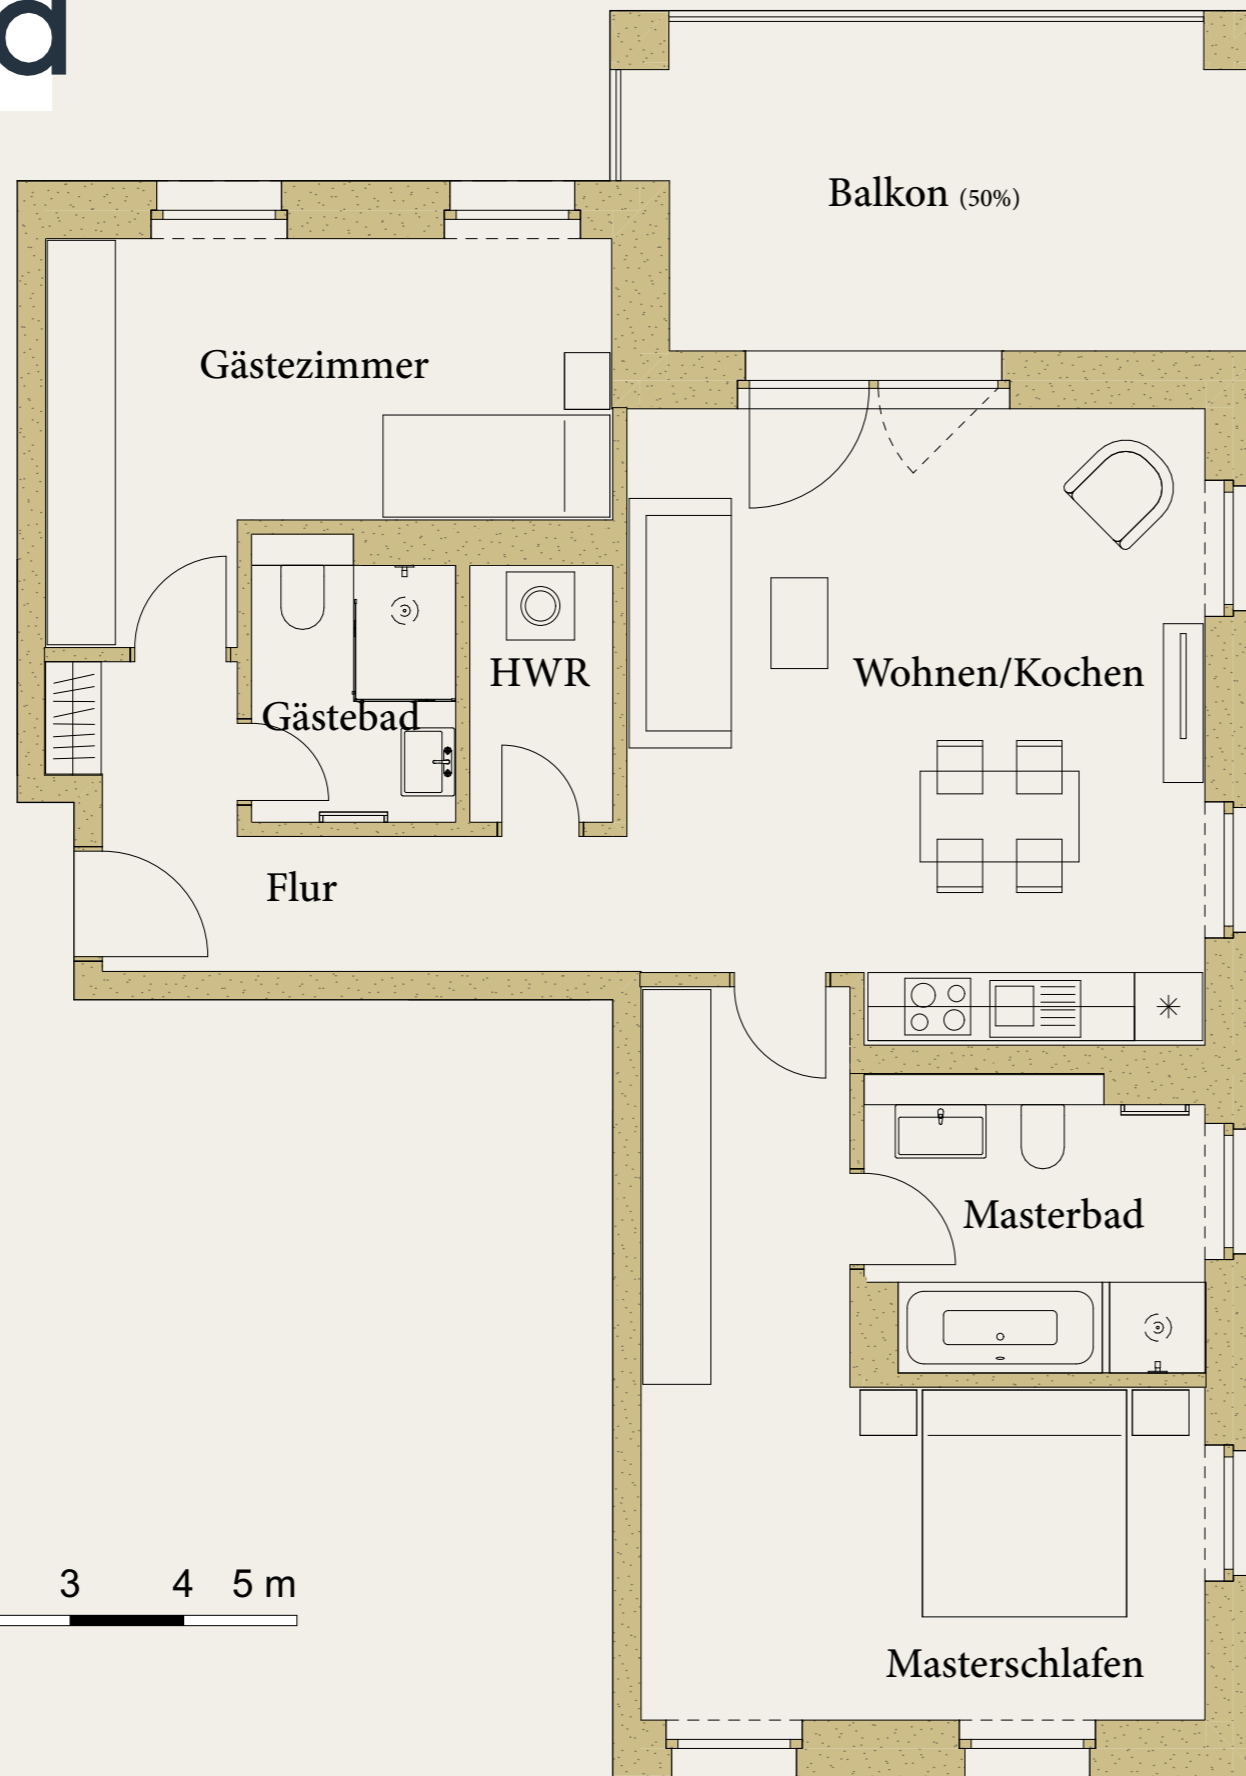 d
Balkon (50%)
Gästezimmer
HWR
Wohnen/Kochen
Gästebad
Flur
Masterbad
3 4 5 m
Masterschlafen